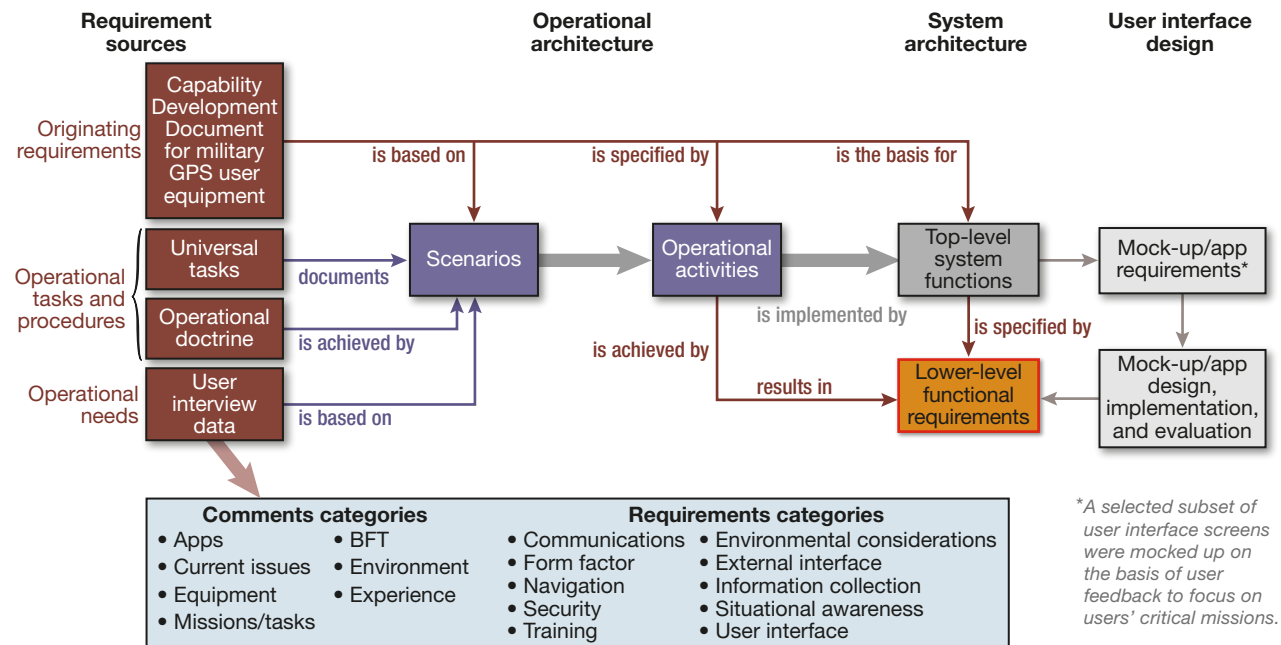 Requirement
sources
Operational
architecture
System
architecture
User interface
design
Originating
requirements
Capability
Development
Document
for military
GPS user
equipment
is based on
is specified by
is the basis for
Operational
tasks and
procedures
Universal
tasks
documents
Scenarios
Operational
activities
Top-level
system
functions
Mock-up/app
requirements*
Operational
doctrine
is achieved by
is implemented by
is specified by
is achieved by
Operational
needs
User
interview
data
is based on
results in
Lower-level
functional
requirements
Mock-up/app
design,
implementation,
and evaluation
Comments categories
• Apps
• Current issues
• Equipment
• Missions/tasks
• BFT
• Environment
• Experience
Requirements categories
• Communications
• Form factor
• Navigation
• Security
• Training
• Environmental considerations
• External interface
• Information collection
• Situational awareness
• User interface
*A selected subset of
user interface screens
were mocked up on
the basis of user
feedback to focus on
users' critical missions.